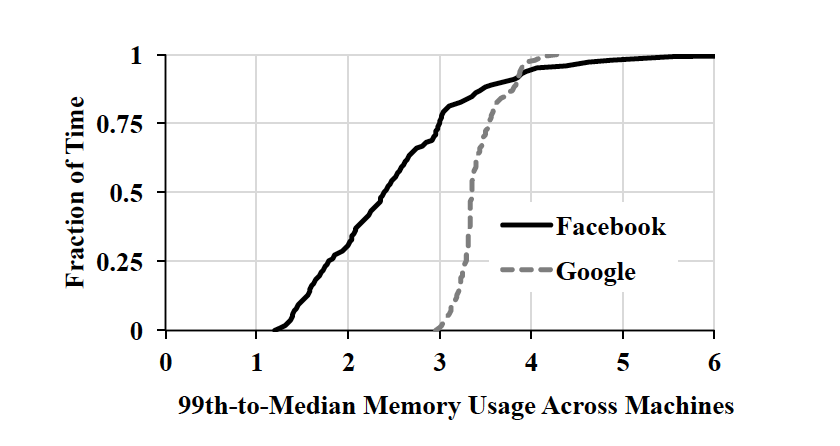 Fraction of Time
1
0.75
0.5
0.25
0
Facebook
Google
0 1 2 3 4 5 6
99th-to-Median Memory Usage Across Machines